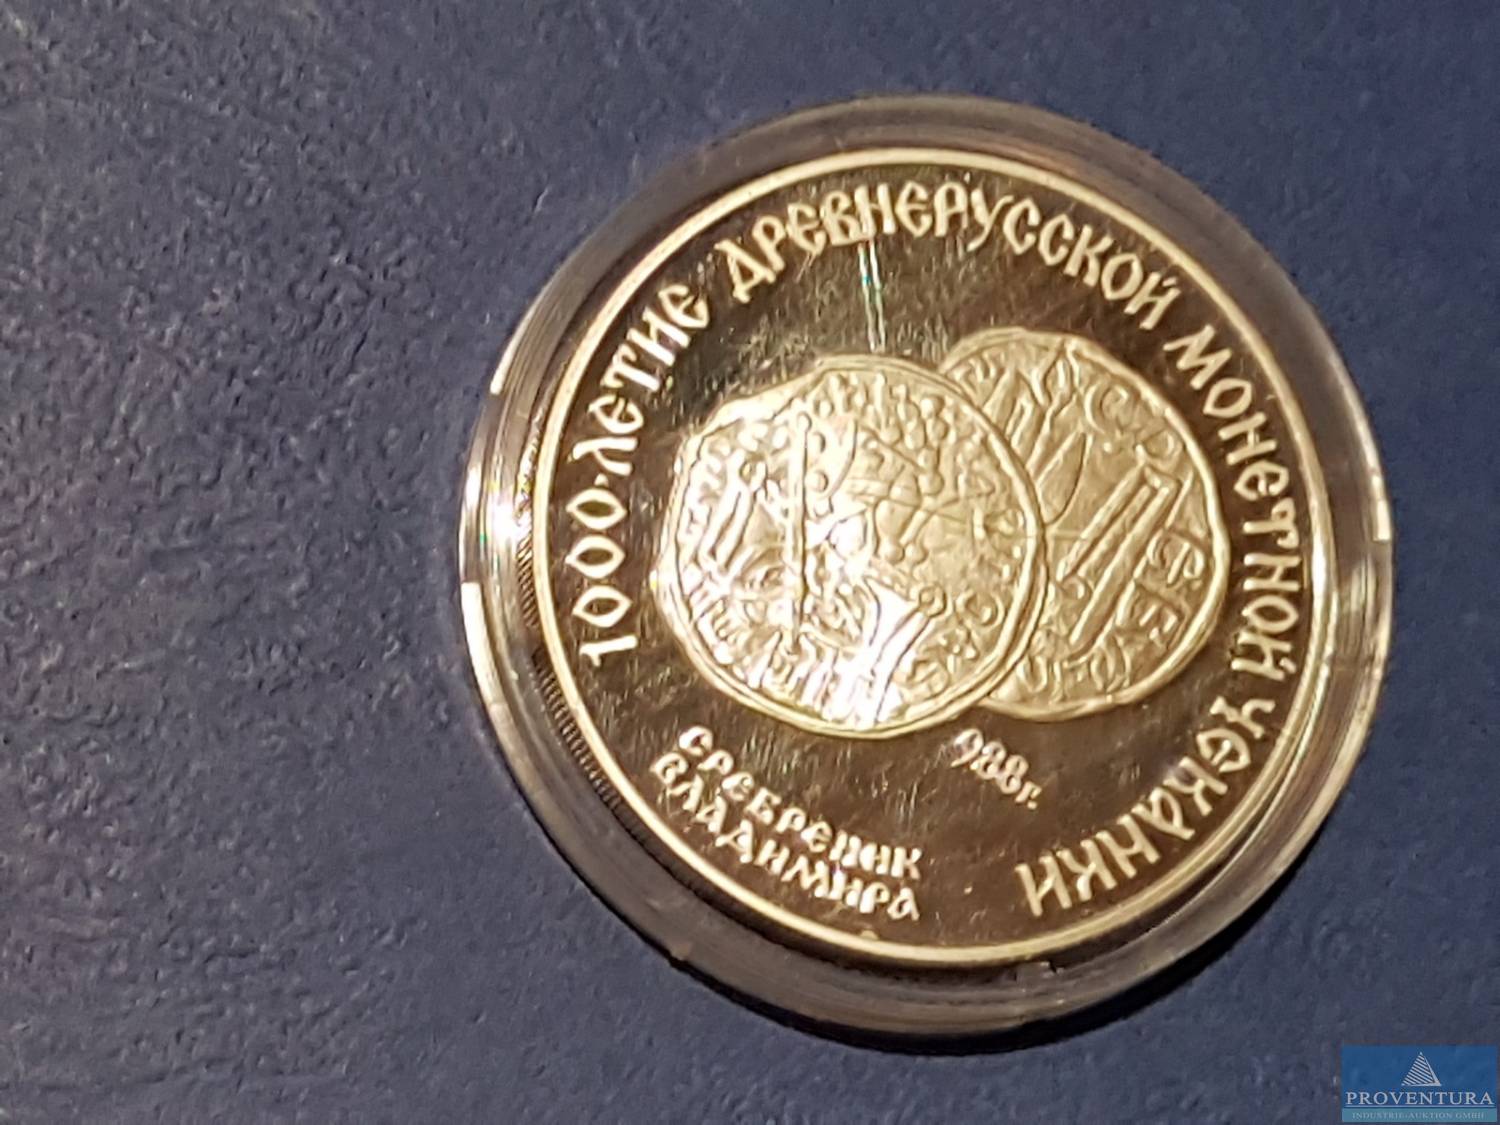 1000-ЛЕТИЕ ДРЕВНЕРУССКОЙ МОНЕТНОЙ ЧЕКАНКИ
988г.
СРЕБРЕНИК
ВЛАДИМИРА
PROVENTURA
INDUSTRIE-AUKTION GMBH